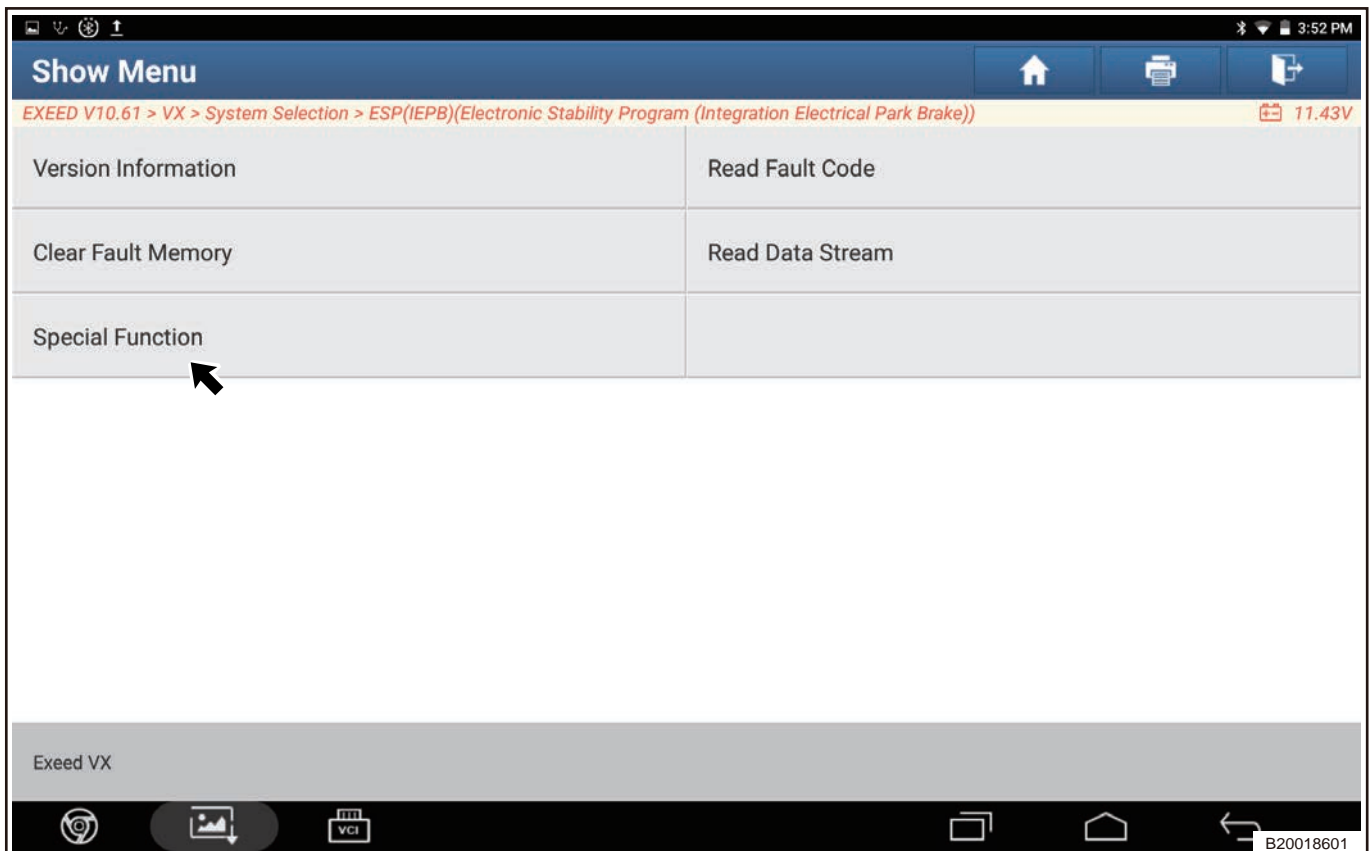 3:52 PM
Show Menu
EXEED V10.61 > VX > System Selection > ESP(IEPB)(Electronic Stability Program (Integration Electrical Park Brake))
11.43V
Version Information
Read Fault Code
Clear Fault Memory
Read Data Stream
Special Function
Exeed VX
VCI
B20018601